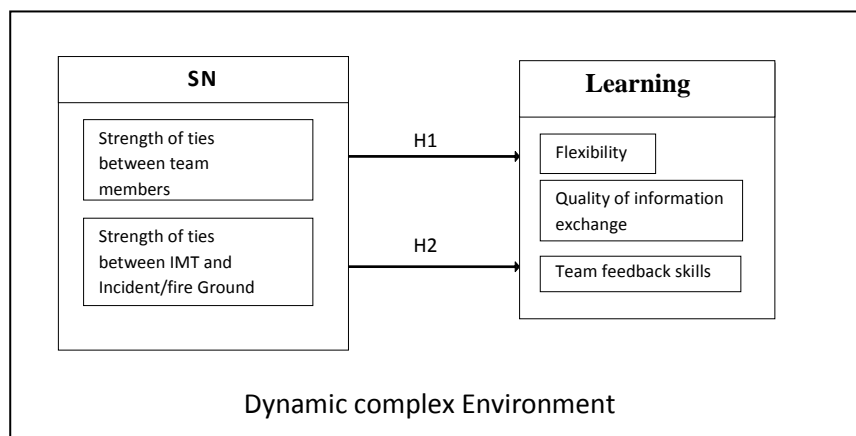 SN
Strength of ties
between team
members
Strength of ties
between IMT and
Incident/fire Ground
H1
H2
Learning
Flexibility
Quality of information
exchange
Team feedback skills
Dynamic complex Environment